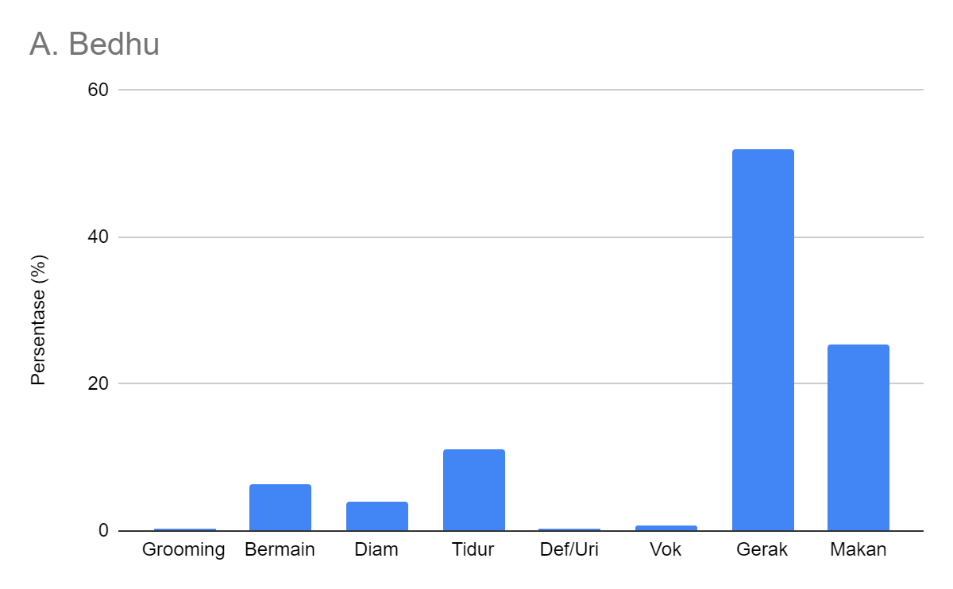 A. Bedhu
60
40
20
0
Persentase (%)
Grooming Bermain Diam Tidur Def/Uri Vok Gerak Makan